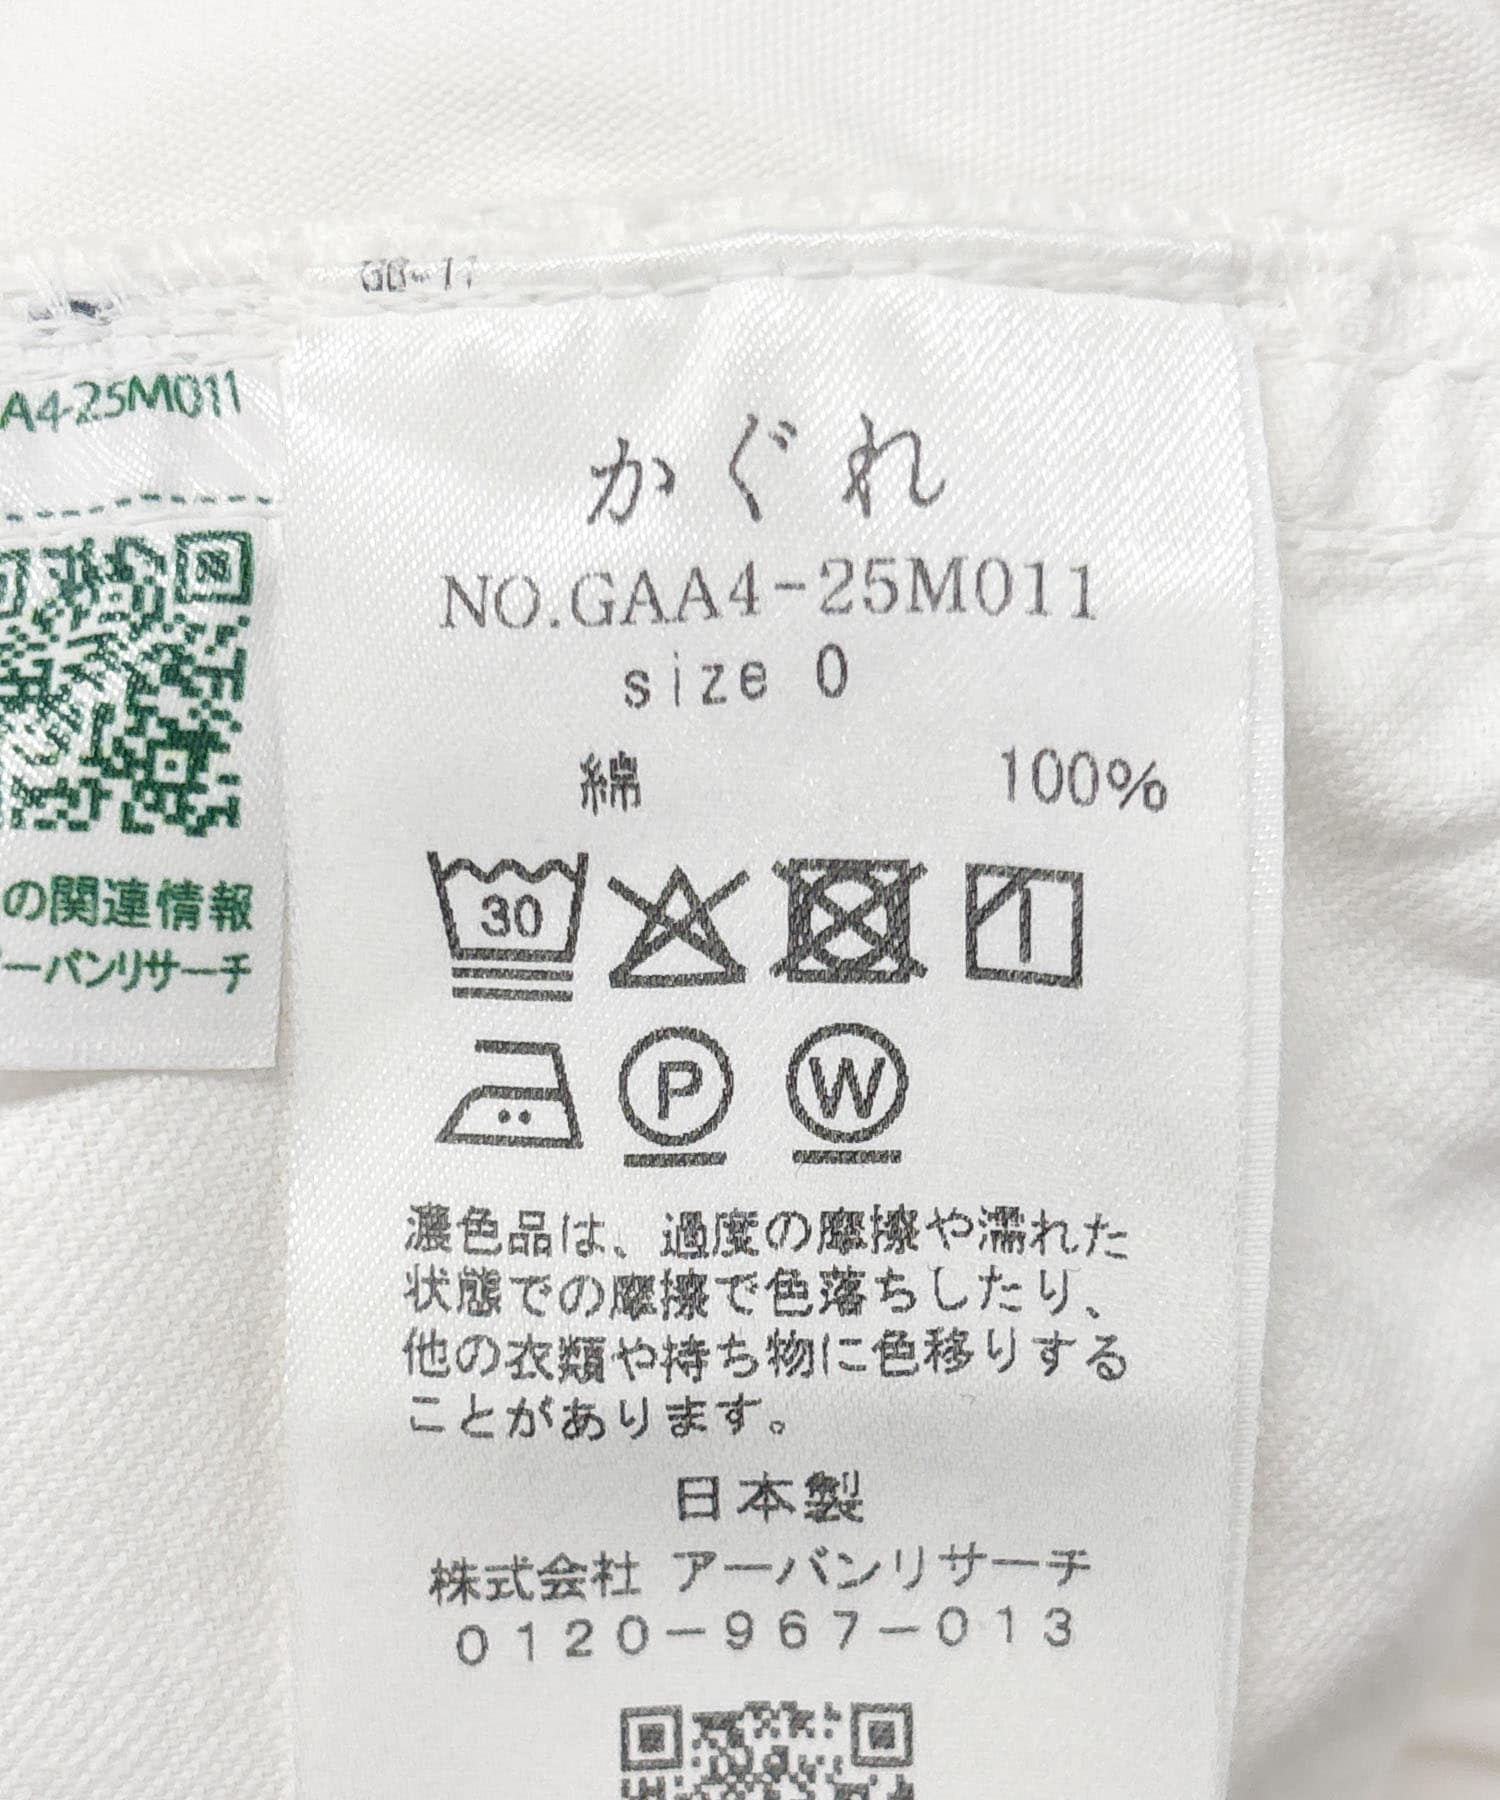 A4-25M011
の関連情報
ーバンリサーチ
かぐれ
NO.GAA4-25M011
size 0
綿 100%
30
P W
濃色品は、過度の摩擦や濡れた
状態での摩擦で色落ちしたり、
他の衣類や持ち物に色移りする
ことがあります。
日本製
株式会社 アーバンリサーチ
0120-967-013